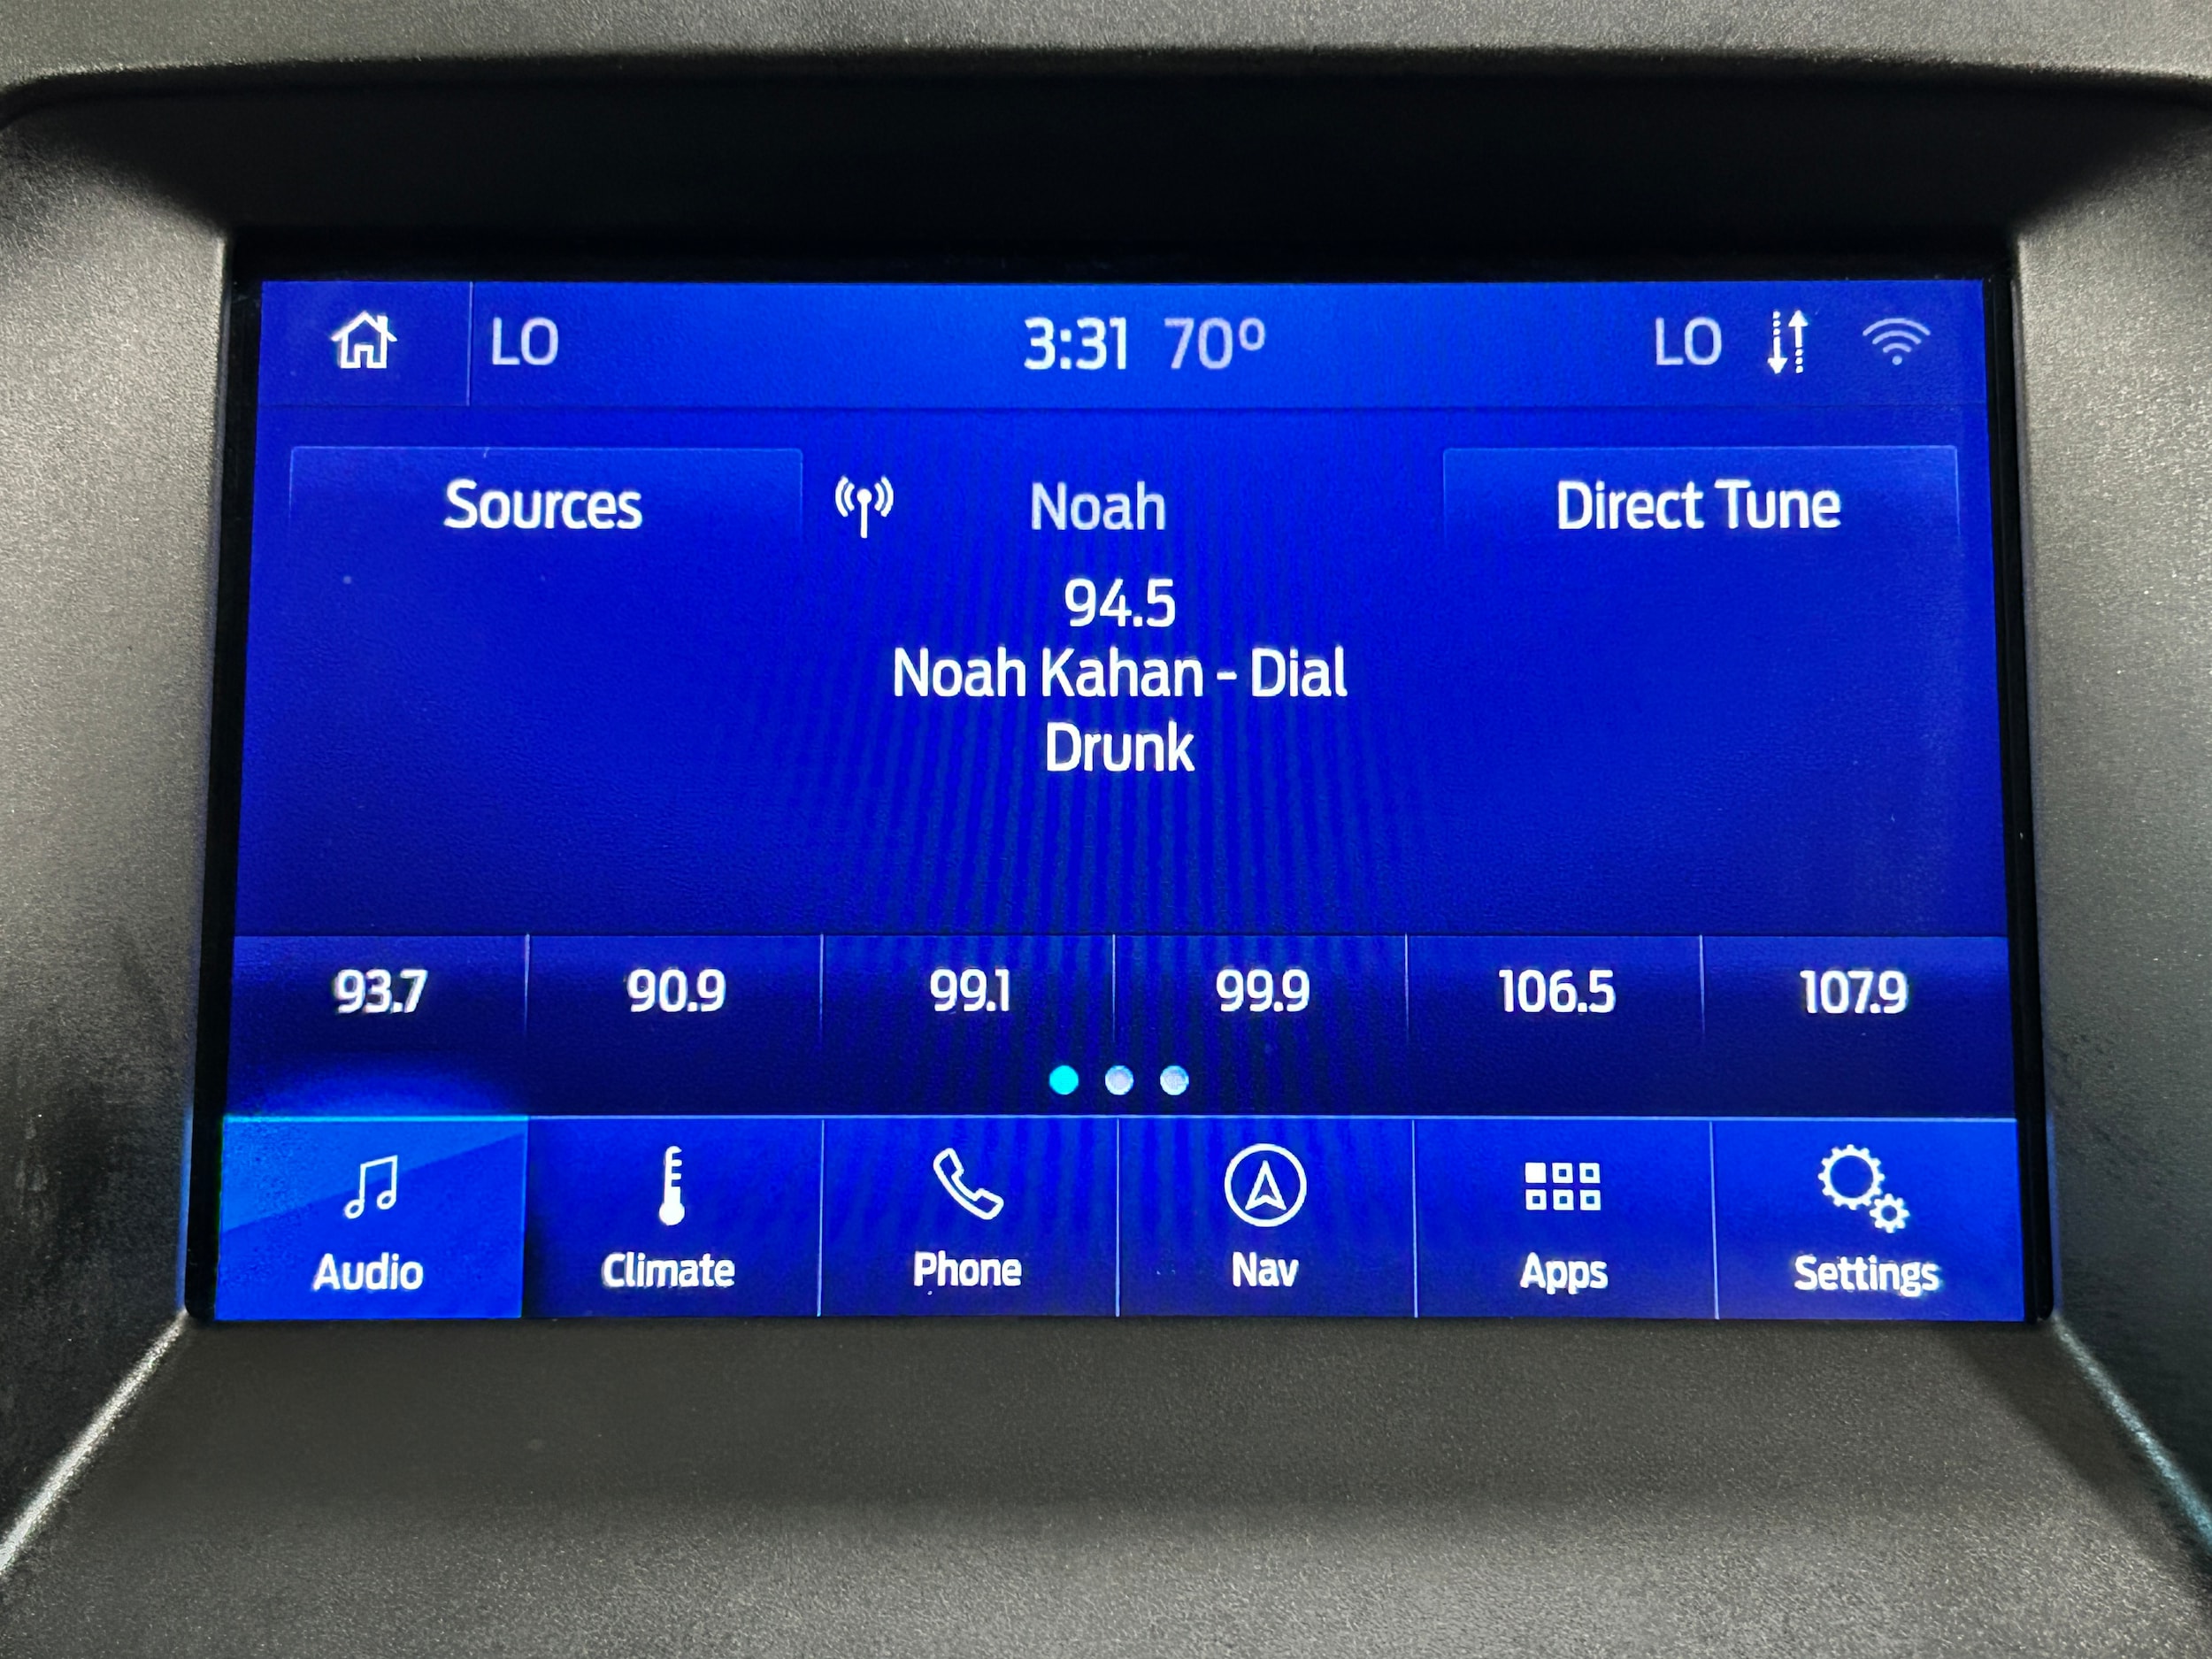 LO 3:31 70° LO
Sources Noah Direct Tune
94.5
Noah Kahan - Dial
Drunk
93.7 90.9 99.1 99.9 106.5 107.9
Audio Climate Phone Nav Apps Settings